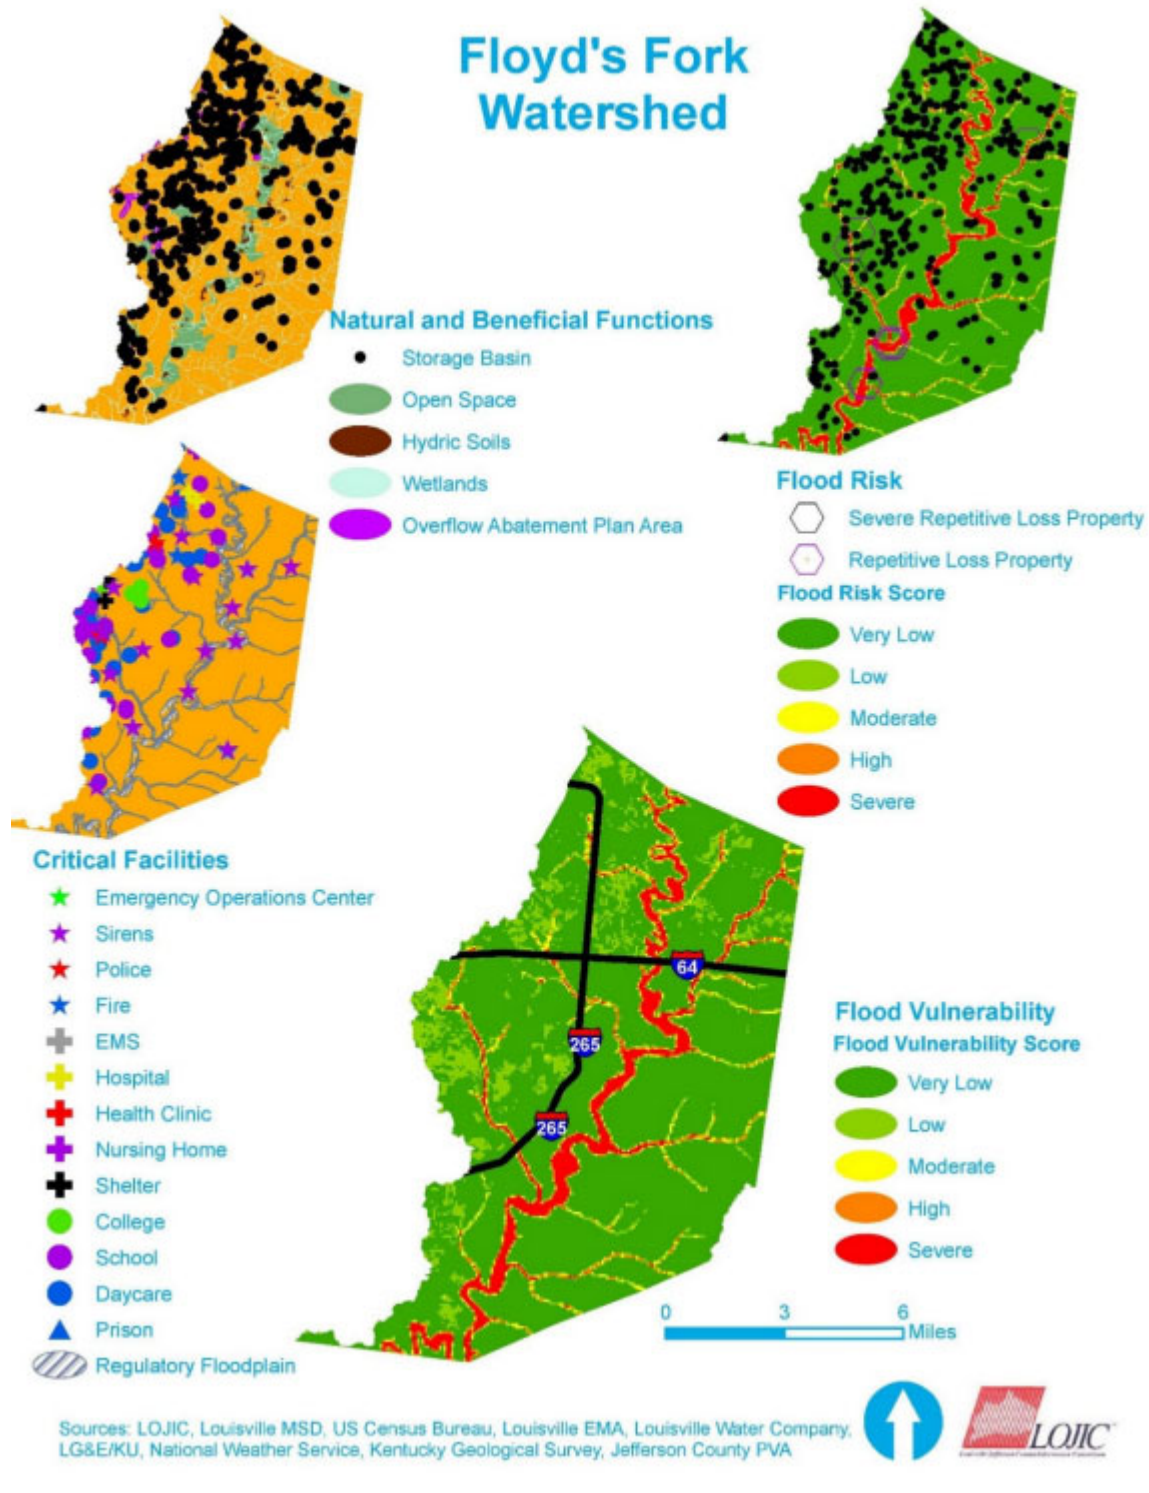 Floyd's Fork
Watershed
Natural and Beneficial Functions
Storage Basin
Open Space
Hydric Soils
Wetlands
Overflow Abatement Plan Area
Flood Risk
Severe Repetitive Loss Property
Repetitive Loss Property
Flood Risk Score
Very Low
Low
Moderate
High
Severe
Critical Facilities
Emergency Operations Center
Sirens
Police
Fire
EMS
Hospital
Health Clinic
Nursing Home
Shelter
College
School
Daycare
Prison
Regulatory Floodplain
64
265
265
Flood Vulnerability
Flood Vulnerability Score
Very Low
Low
Moderate
High
Severe
0 3 6
Miles
Sources: LOJIC, Louisville MSD, US Census Bureau, Louisville EMA, Louisville Water Company,
LG&E/KU, National Weather Service, Kentucky Geological Survey, Jefferson County PVA
LOJIC